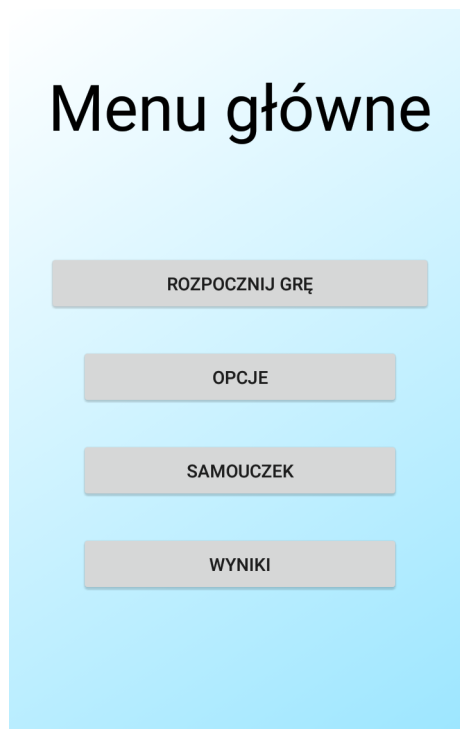 Menu główne
ROZPOCZNIJ GRĘ
OPCJE
SAMOUCZEK
WYNIKI